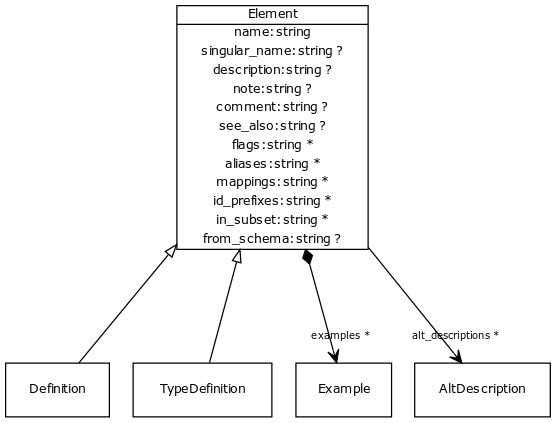 Element
name:string
singular_name:string ?
description:string ?
note:string ?
comment:string ?
see_also:string ?
flags:string *
aliases:string *
mappings:string *
id_prefixes:string *
in_subset:string *
from_schema:string ?
examples *
alt_descriptions *
Definition
TypeDefinition
Example
AltDescription